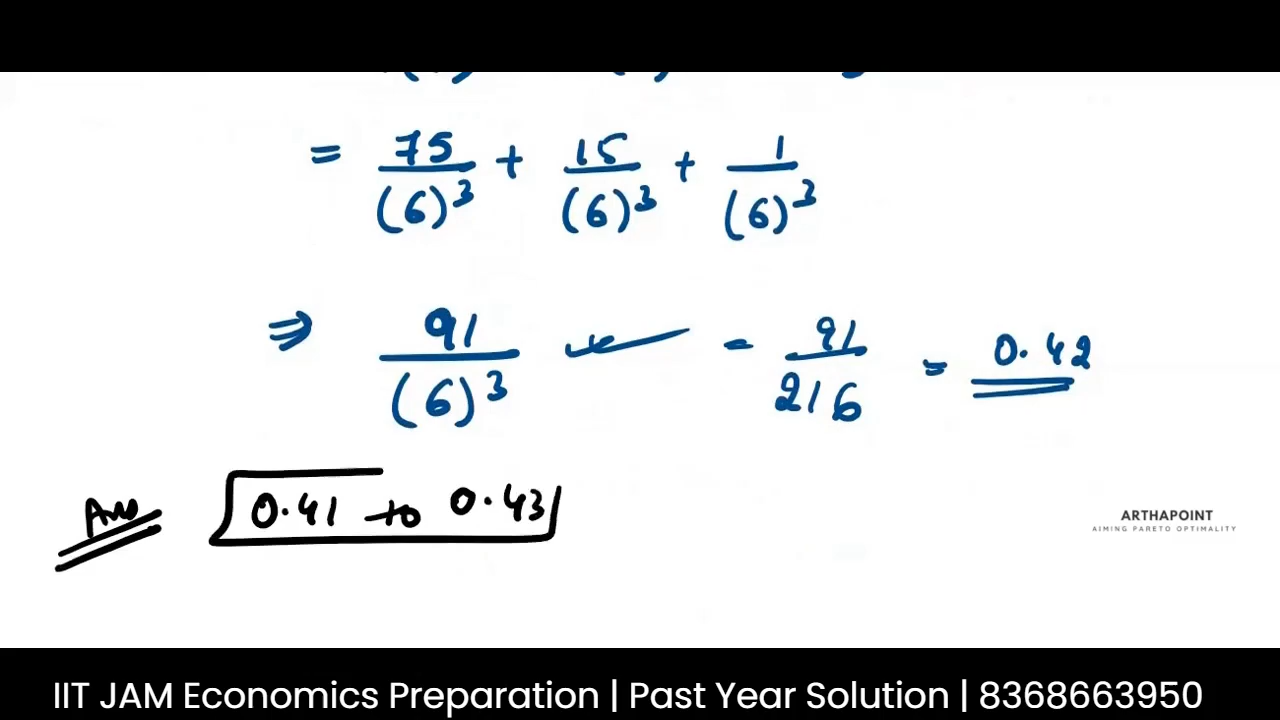 = 75/(6)³ + 15/(6)³ + 1/(6)³
⇒ 91/(6)³ = 91/216 = 0.42
Ans 0.41 to 0.43
ARTHAPOINT
AIMING PARETO OPTIMALITY
IIT JAM Economics Preparation | Past Year Solution | 8368663950